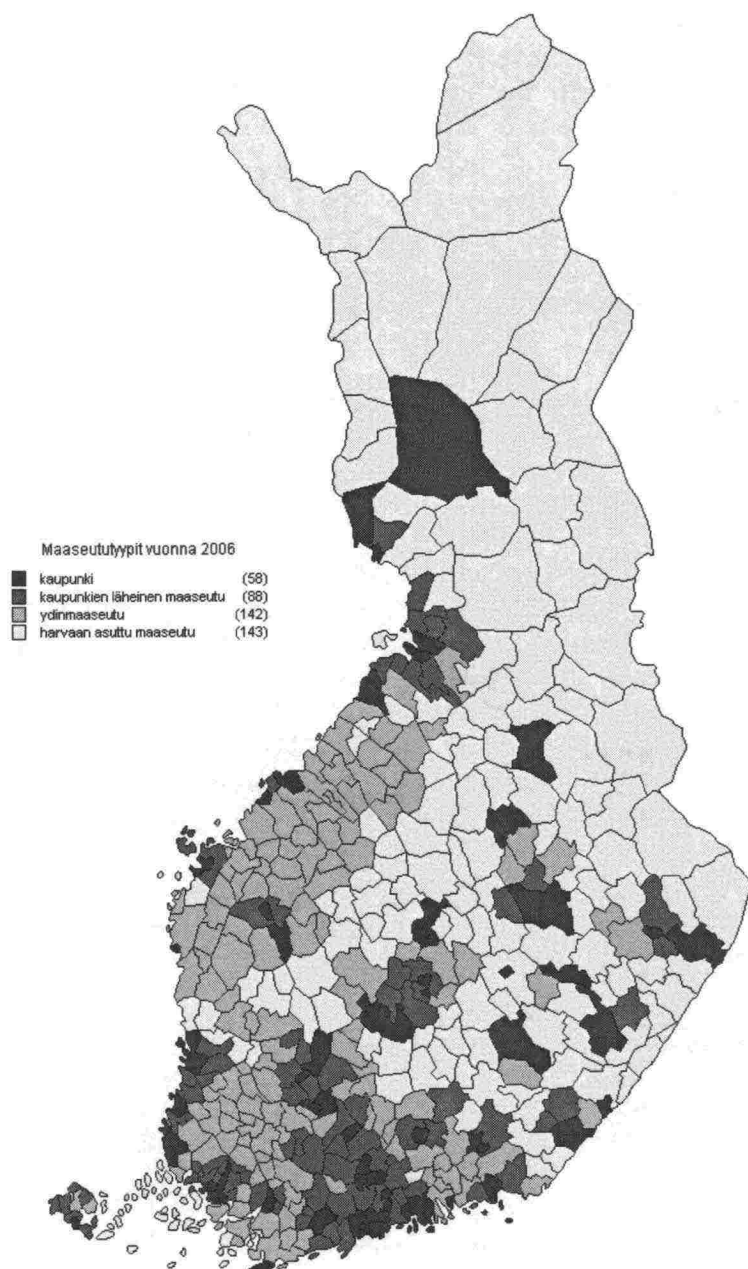 Maaseututyypit vuonna 2006
kaupunki (58)
kaupunkien läheinen maaseutu (88)
ydinmaaseutu (142)
harvaan asuttu maaseutu (143)